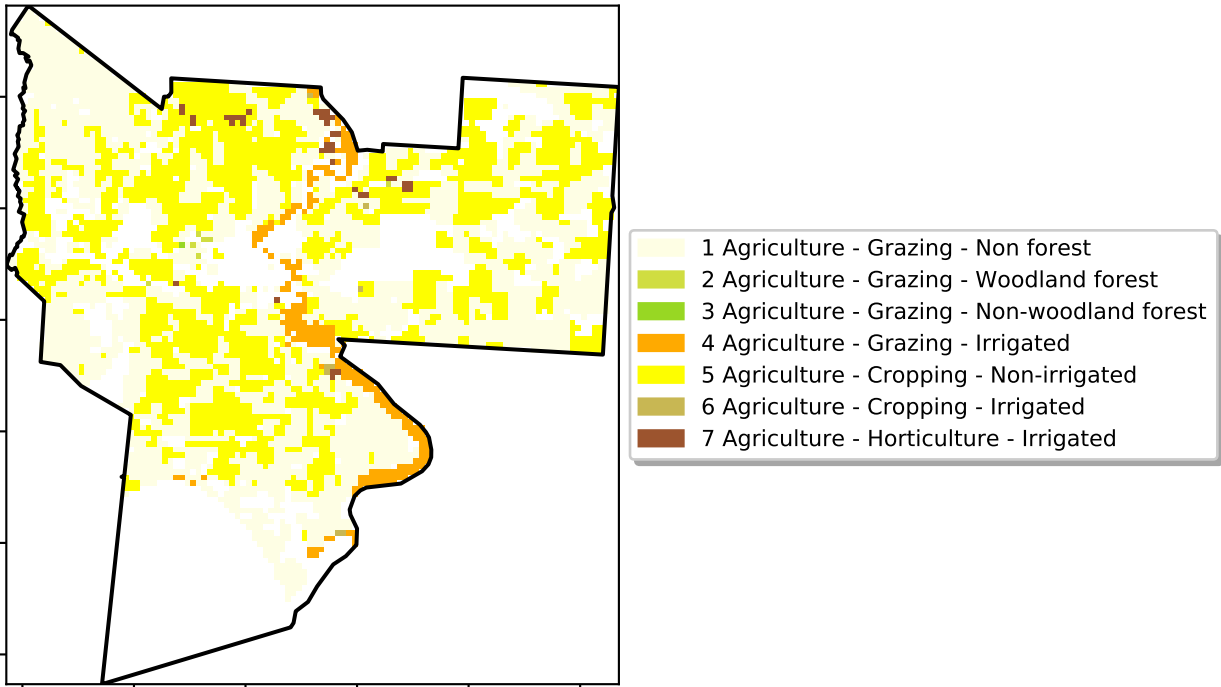 1 Agriculture - Grazing - Non forest
2 Agriculture - Grazing - Woodland forest
3 Agriculture - Grazing - Non-woodland forest
4 Agriculture - Grazing - Irrigated
5 Agriculture - Cropping - Non-irrigated
6 Agriculture - Cropping - Irrigated
7 Agriculture - Horticulture - Irrigated